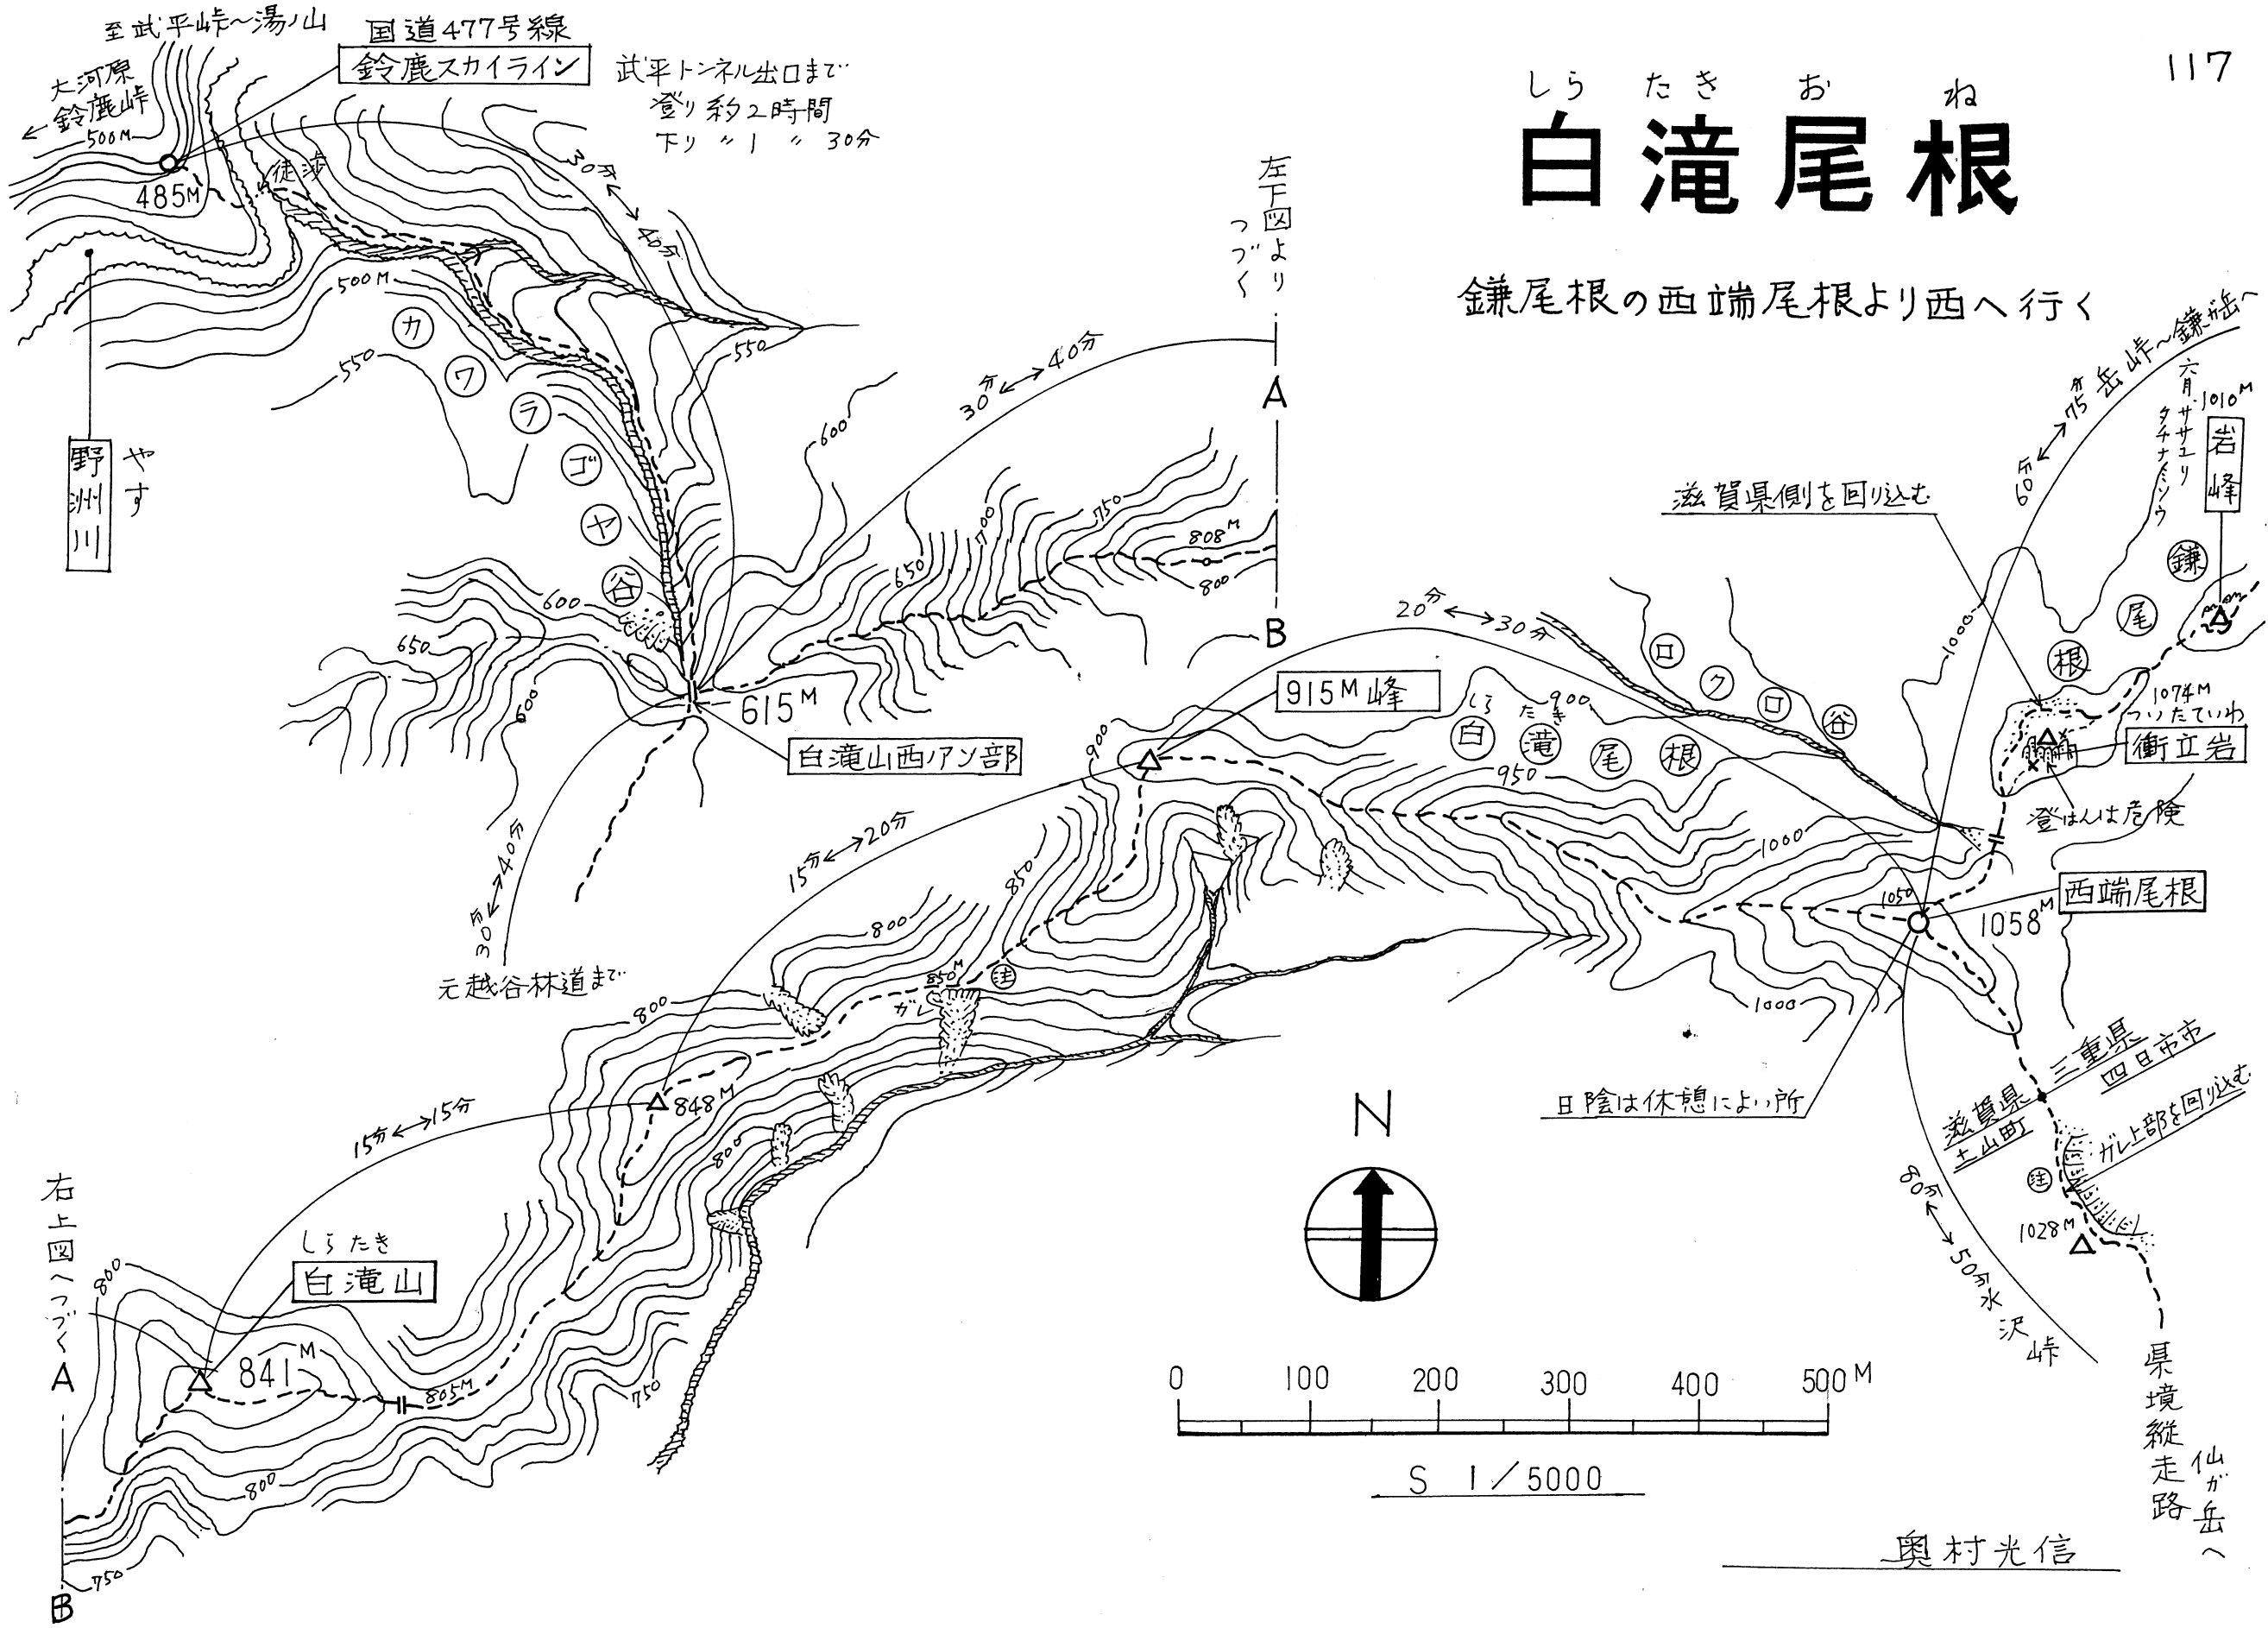 117
しらたきおね
白滝尾根
鎌尾根の西端尾根より西へ行く
至武平峠〜湯ノ山
国道477号線
鈴鹿スカイライン
武平トンネル出口まで
登り約2時間
下り〃1〃30分
大河原
鈴鹿峠
←
500M
485M
徒渉
30分↔40分
500M
550
550
カワラゴヤ谷
やす
野洲川
左下図より
つづく
A
B
30分↔40分
600
750
700
650
808M
800
600
650
600
615M
白滝山西ノアン部
30分↔40分
元越谷林道まで
60分↔75分岳峠〜鎌ガ岳へ
六月ササユリ
タチナミソウ
1010M
岩峰
滋賀県側を回り込む
鎌尾根
1000
1074M
ついたていわ
衝立岩
登はんは危険
西端尾根
1058M
1050
20分↔30分
ロクロ谷
915M峰
しらたき
白滝尾根
900
900
950
1000
1000
15分↔20分
850
800
850M
ガレ
注
800
日陰は休憩によい所
三重県
四日市市
滋賀県
土山町
ガレ上部を回り込む
注
1028M
60分↔50分水沢峠
県境縦走路
仙ガ岳へ
848M
800
15分↔15分
右上図へつづく
A
B
800
しらたき
白滝山
841M
805M
750
800
750
N
0 100 200 300 400 500M
S 1/5000
奥村光信